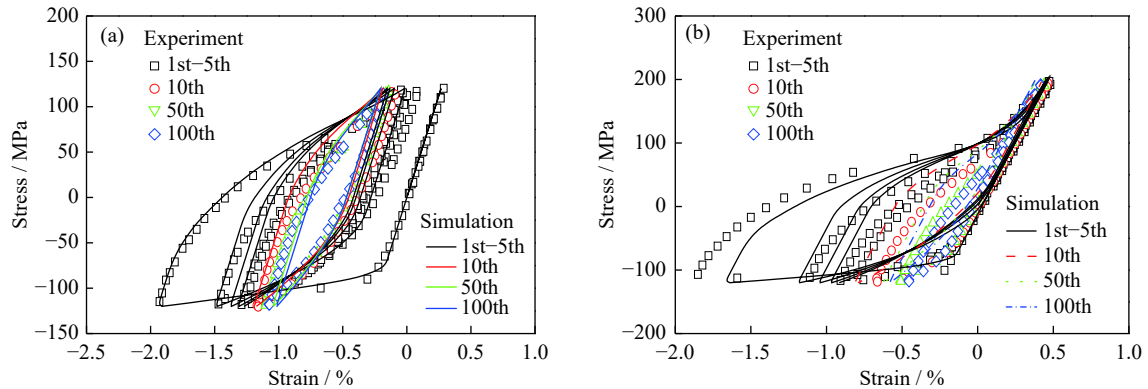 (a)
Experiment
1st−5th
10th
50th
100th
Simulation
1st−5th
10th
50th
100th
200
150
100
50
0
−50
−100
−150
Stress / MPa
−2.5 −2.0 −1.5 −1.0 −0.5 0 0.5 1.0
Strain / %
(b)
Experiment
1st−5th
10th
50th
100th
Simulation
1st−5th
10th
50th
100th
300
200
100
0
−100
−200
Stress / MPa
−2.0 −1.5 −1.0 −0.5 0 0.5 1.0
Strain / %